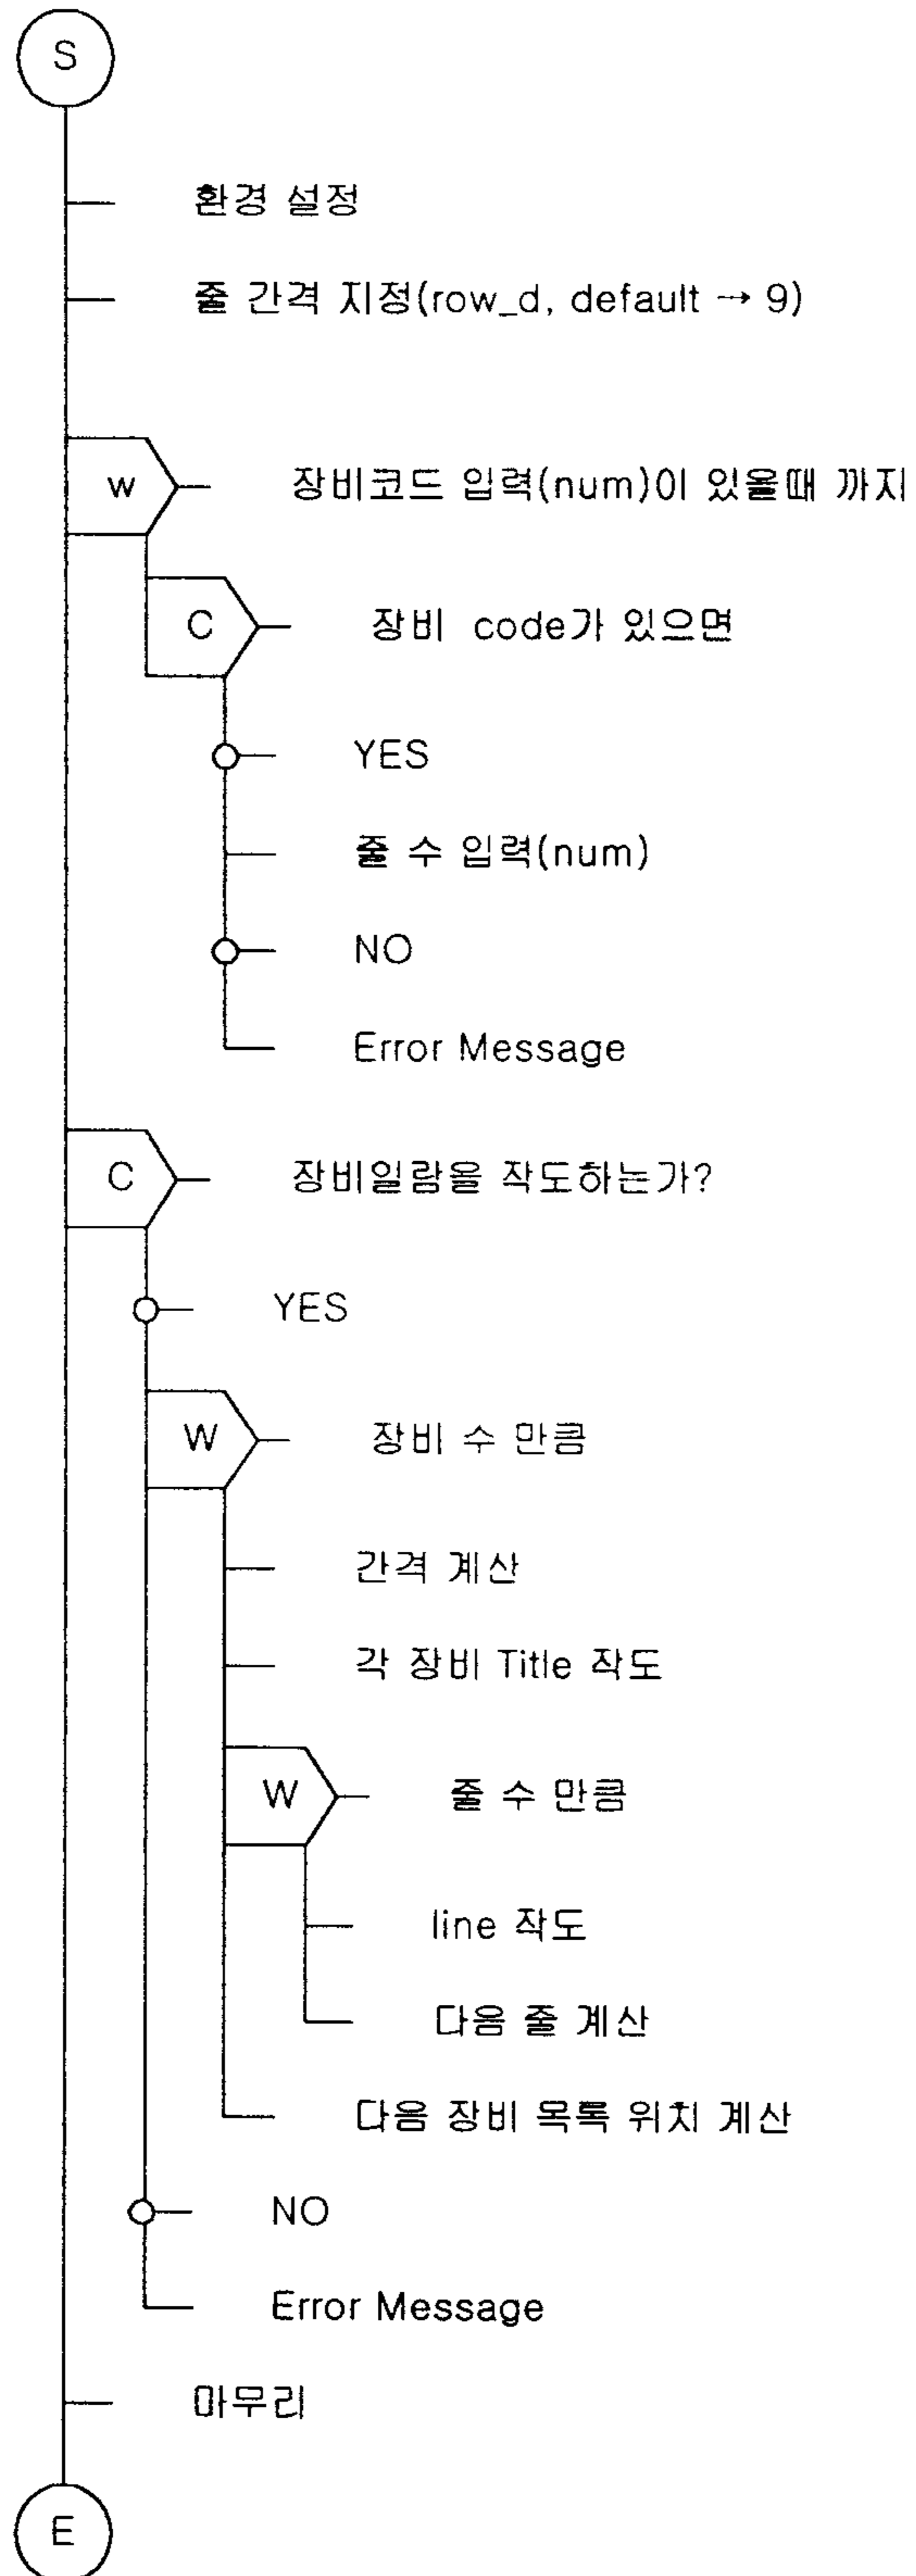 S
환경 설정
줄 간격 지정(row_d, default → 9)
w
장비코드 입력(num)이 있을때 까지
C
장비 code가 있으면
YES
줄 수 입력(num)
NO
Error Message
C
장비일람을 작도하는가?
YES
W
장비 수 만큼
간격 계산
각 장비 Title 작도
W
줄 수 만큼
line 작도
다음 줄 계산
다음 장비 목록 위치 계산
NO
Error Message
마무리
E